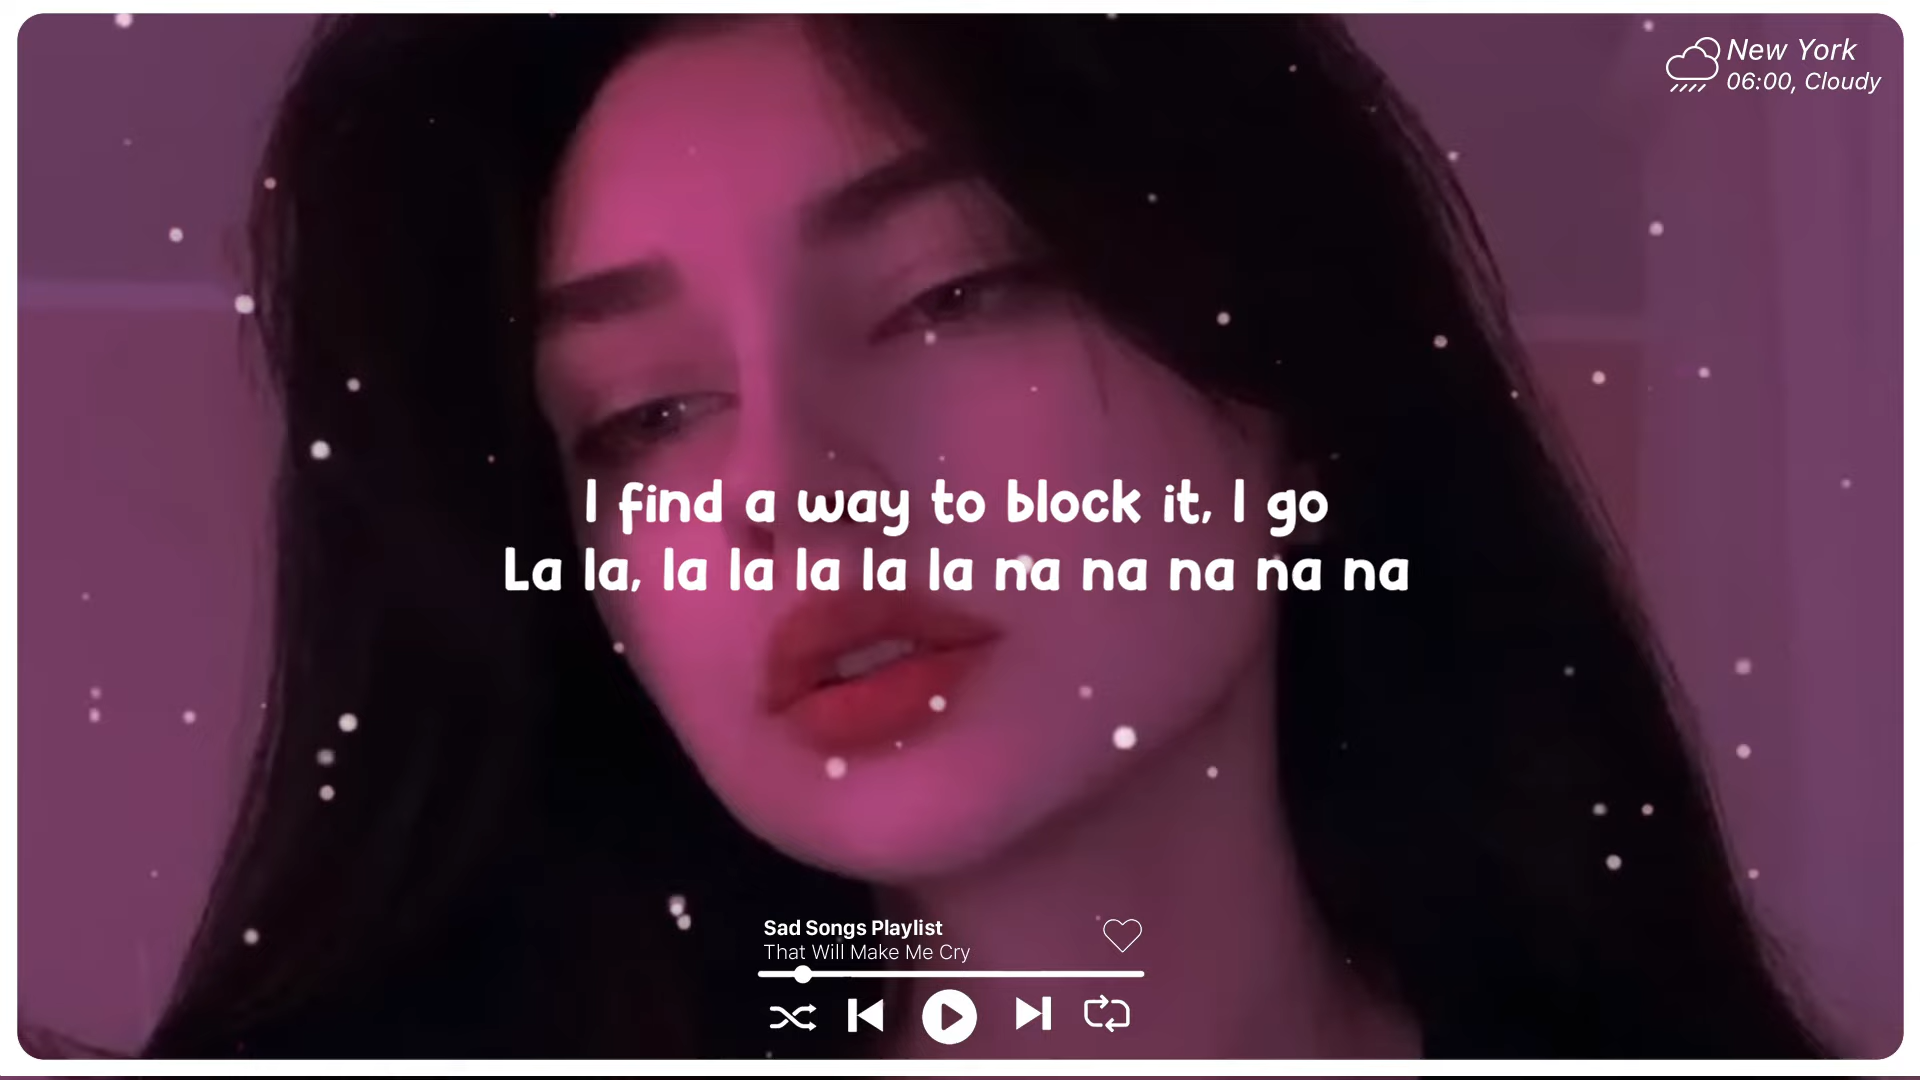 New York
06:00, Cloudy
I find a way to block it, I go
La la, la la la la la na na na na na
Sad Songs Playlist
That Will Make Me Cry